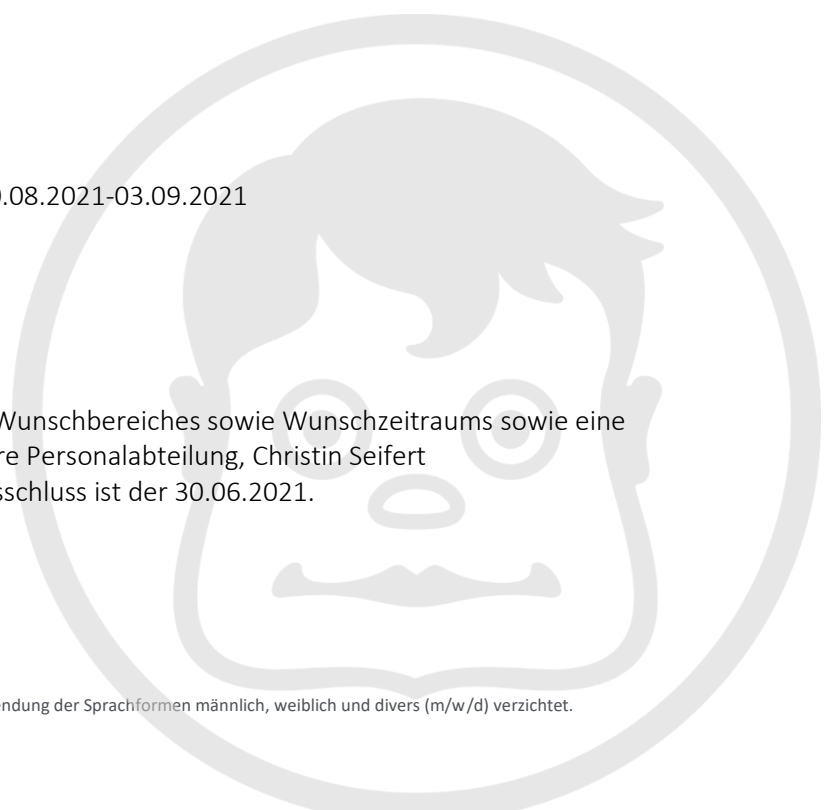 .08.2021-03.09.2021
Wunschbereiches sowie Wunschzeitraums sowie eine
re Personalabteilung, Christin Seifert
sschluss ist der 30.06.2021.
endung der Sprachformen männlich, weiblich und divers (m/w/d) verzichtet.